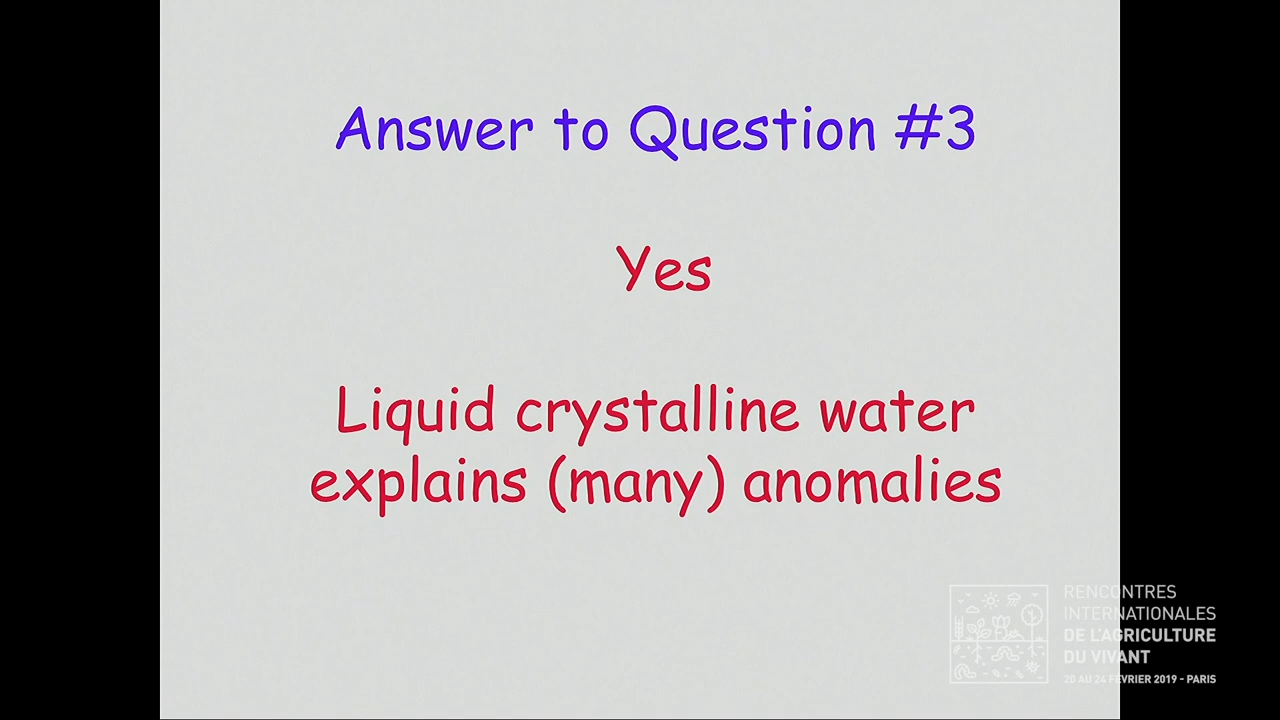 Answer to Question #3
Yes
Liquid crystalline water
explains (many) anomalies
RENCONTRES
INTERNATIONALES
DE L'AGRICULTURE
DU VIVANT
20 AU 24 FEVRIER 2019 - PARIS